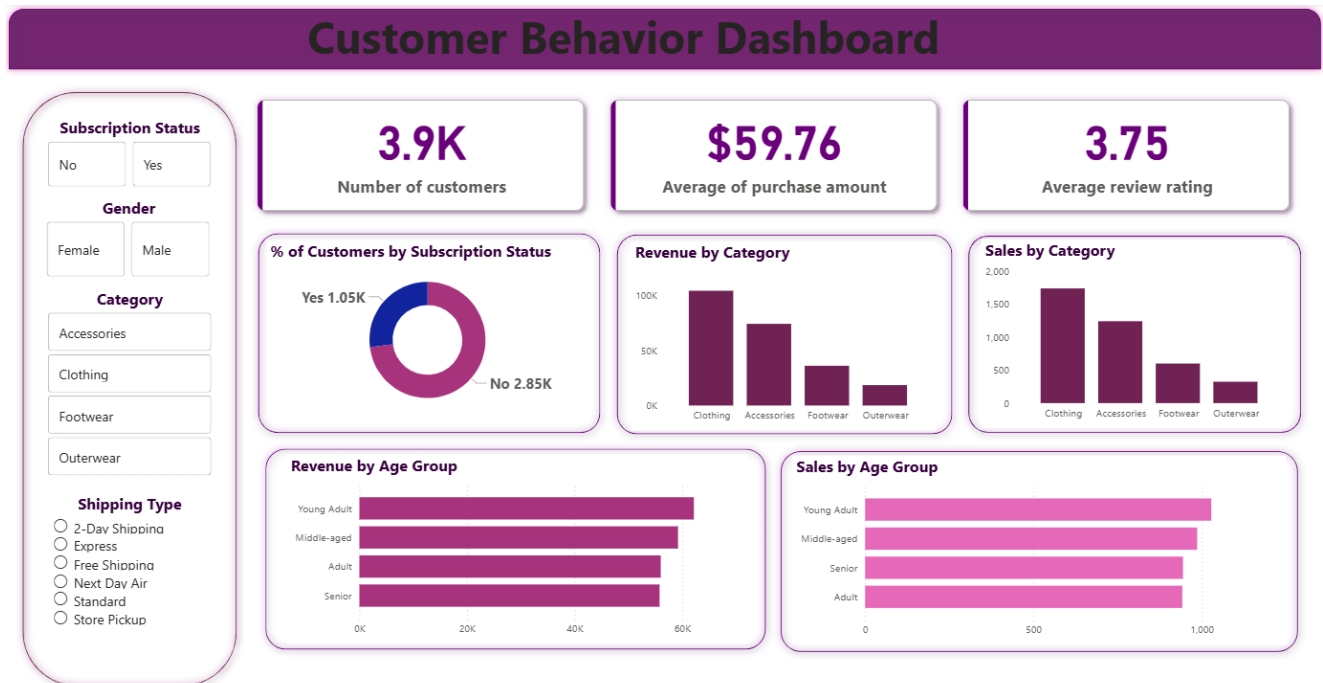 Customer Behavior Dashboard
Subscription Status
No
Yes
Gender
Female
Male
Category
Accessories
Clothing
Footwear
Outerwear
Shipping Type
2-Day Shipping
Express
Free Shipping
Next Day Air
Standard
Store Pickup
3.9K
Number of customers
$59.76
Average of purchase amount
3.75
Average review rating
% of Customers by Subscription Status
Yes 1.05K
No 2.85K
Revenue by Category
100K
50K
0K
Clothing
Accessories
Footwear
Outerwear
Sales by Category
2,000
1,500
1,000
500
0
Clothing
Accessories
Footwear
Outerwear
Revenue by Age Group
Young Adult
Middle-aged
Adult
Senior
0K
20K
40K
60K
Sales by Age Group
Young Adult
Middle-aged
Senior
Adult
0
500
1,000